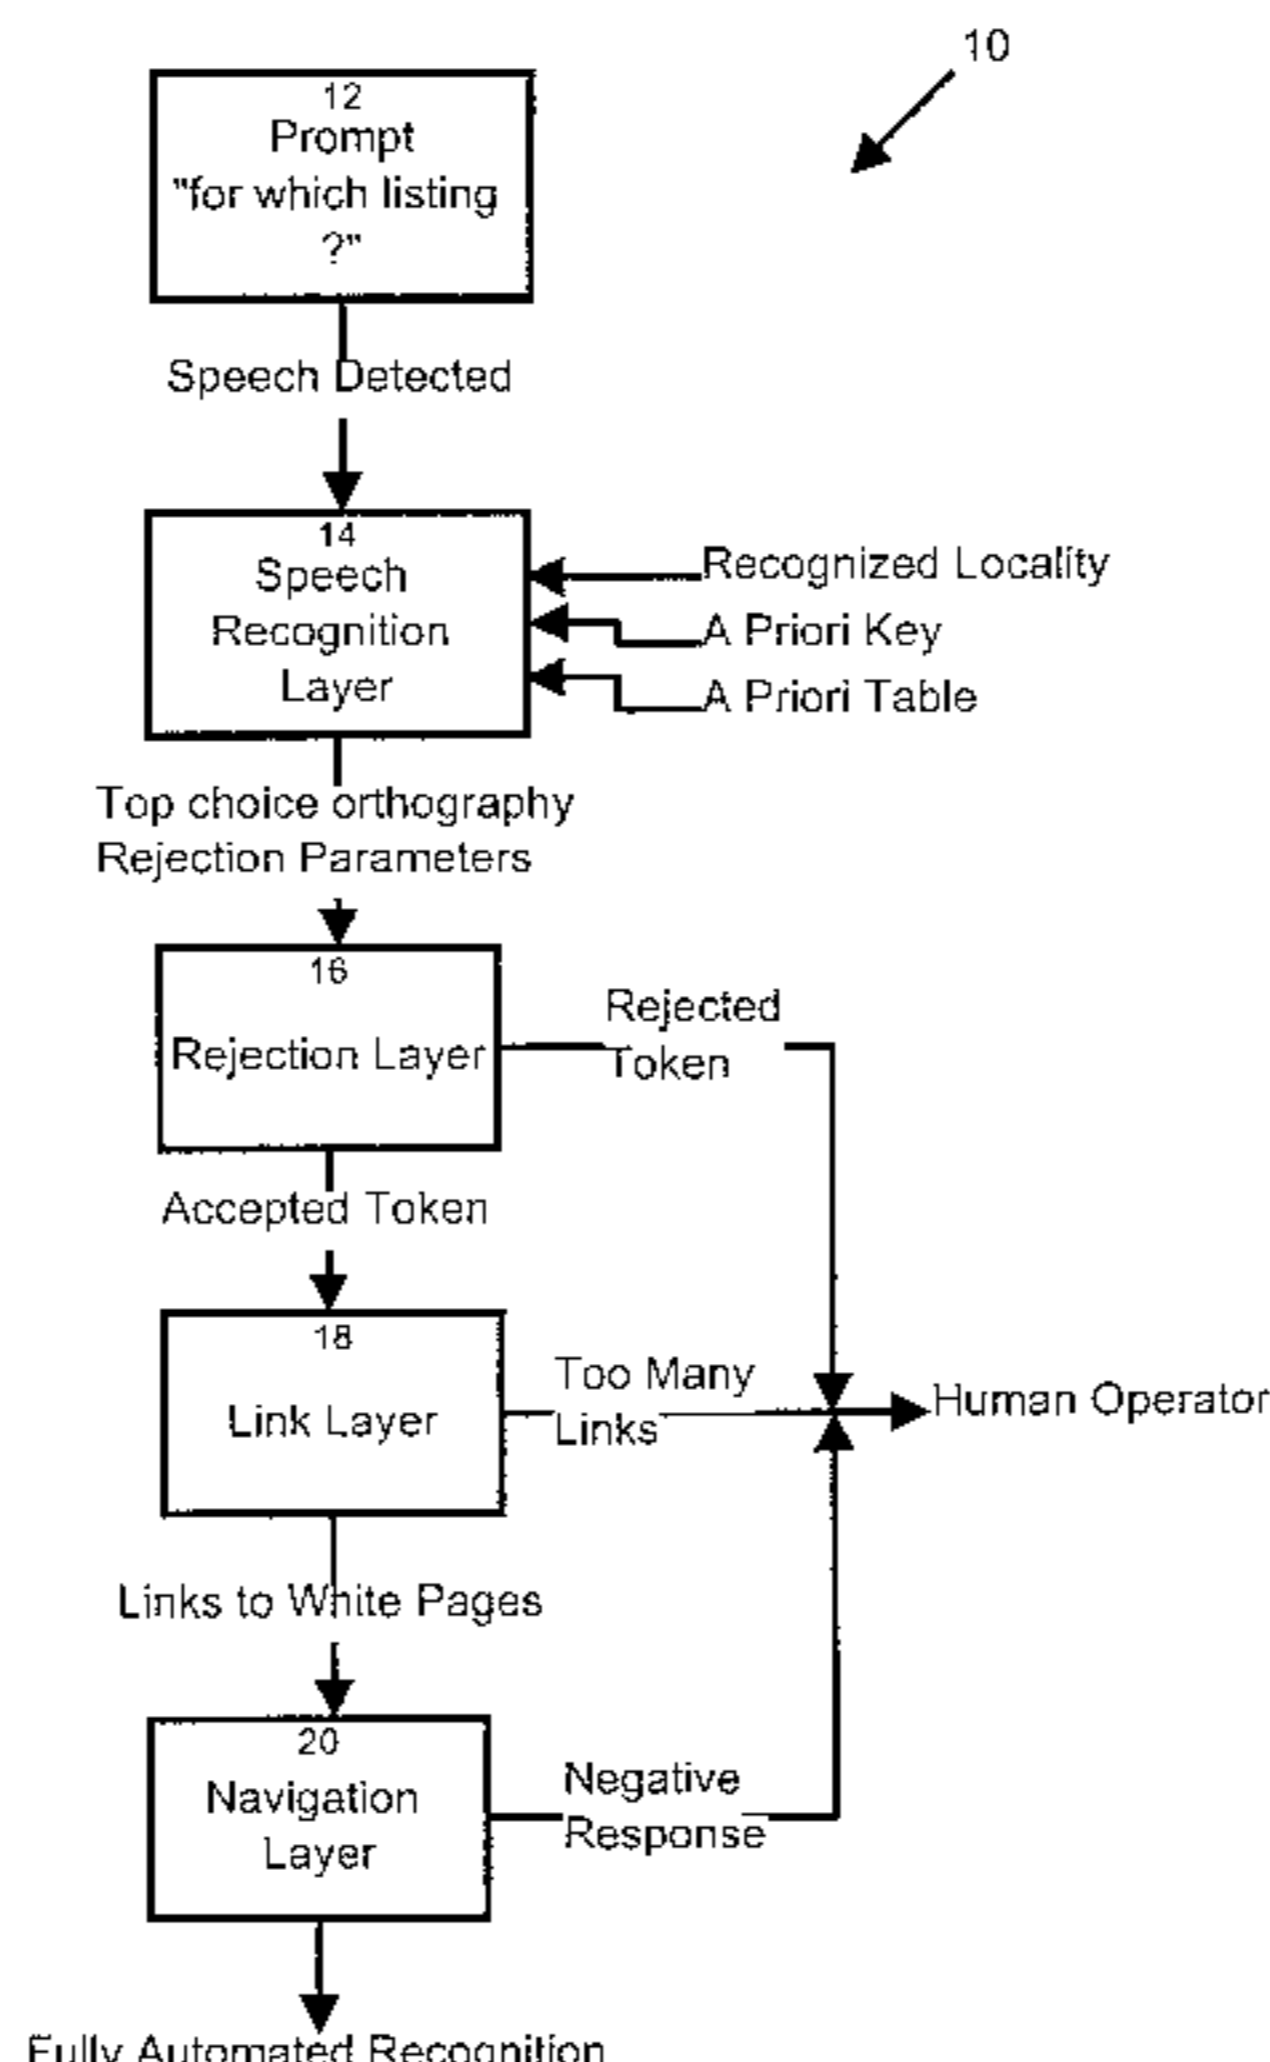 10
12
Prompt
"for which listing
?"
Speech Detected
14
Speech
Recognition
Layer
Recognized Locality
A Priori Key
A Priori Table
Top choice orthography
Rejection Parameters
16
Rejection Layer
Rejected
Token
Accepted Token
18
Link Layer
Too Many
Links
Human Operator
Links to White Pages
20
Navigation
Layer
Negative
Response
Fully Automated Recognition